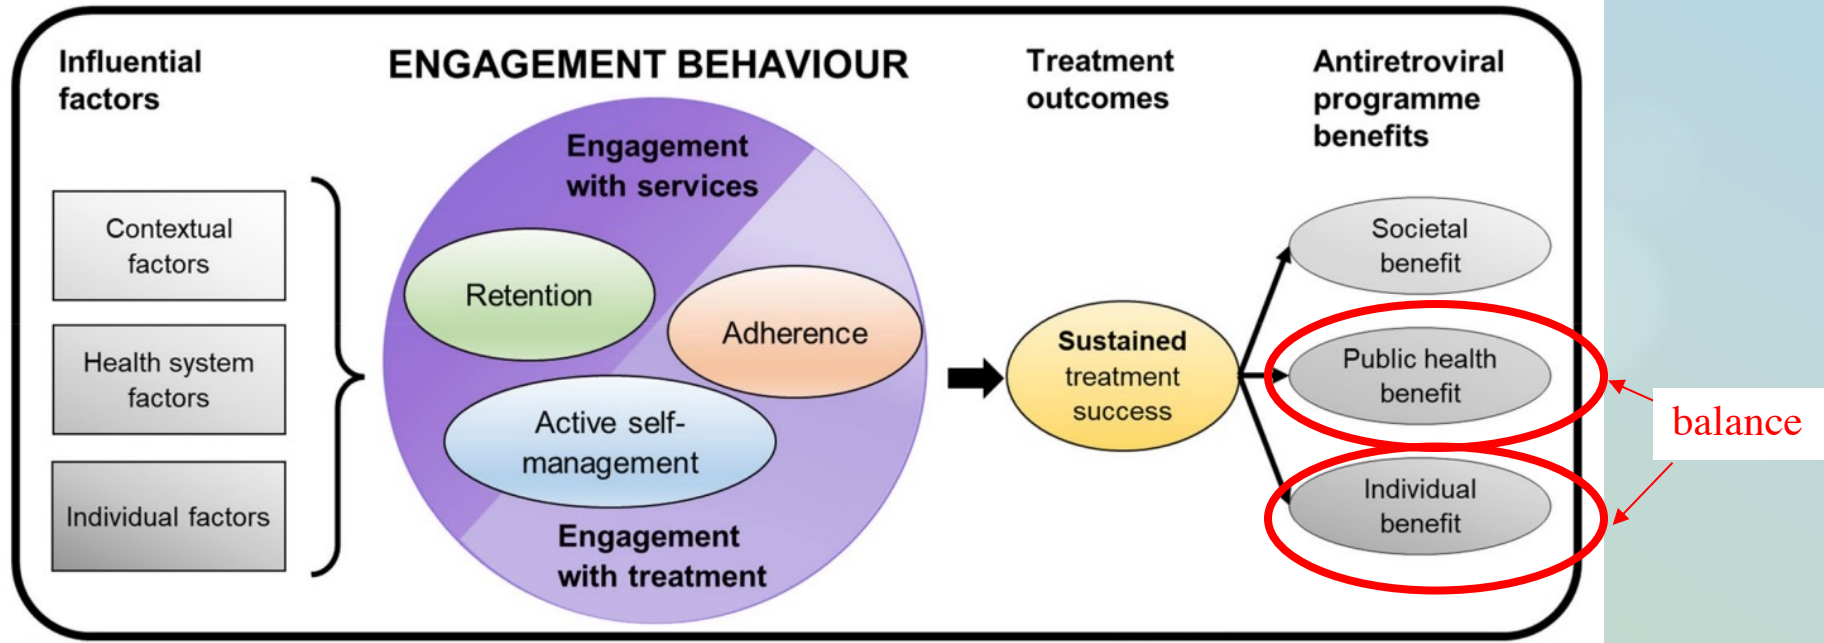 Influential
factors
ENGAGEMENT BEHAVIOUR
Treatment
outcomes
Antiretroviral
programme
benefits
Contextual
factors
Health system
factors
Individual factors
Engagement
with services
Retention
Adherence
Active self-
management
Engagement
with treatment
Sustained
treatment
success
Societal
benefit
Public health
benefit
Individual
benefit
balance